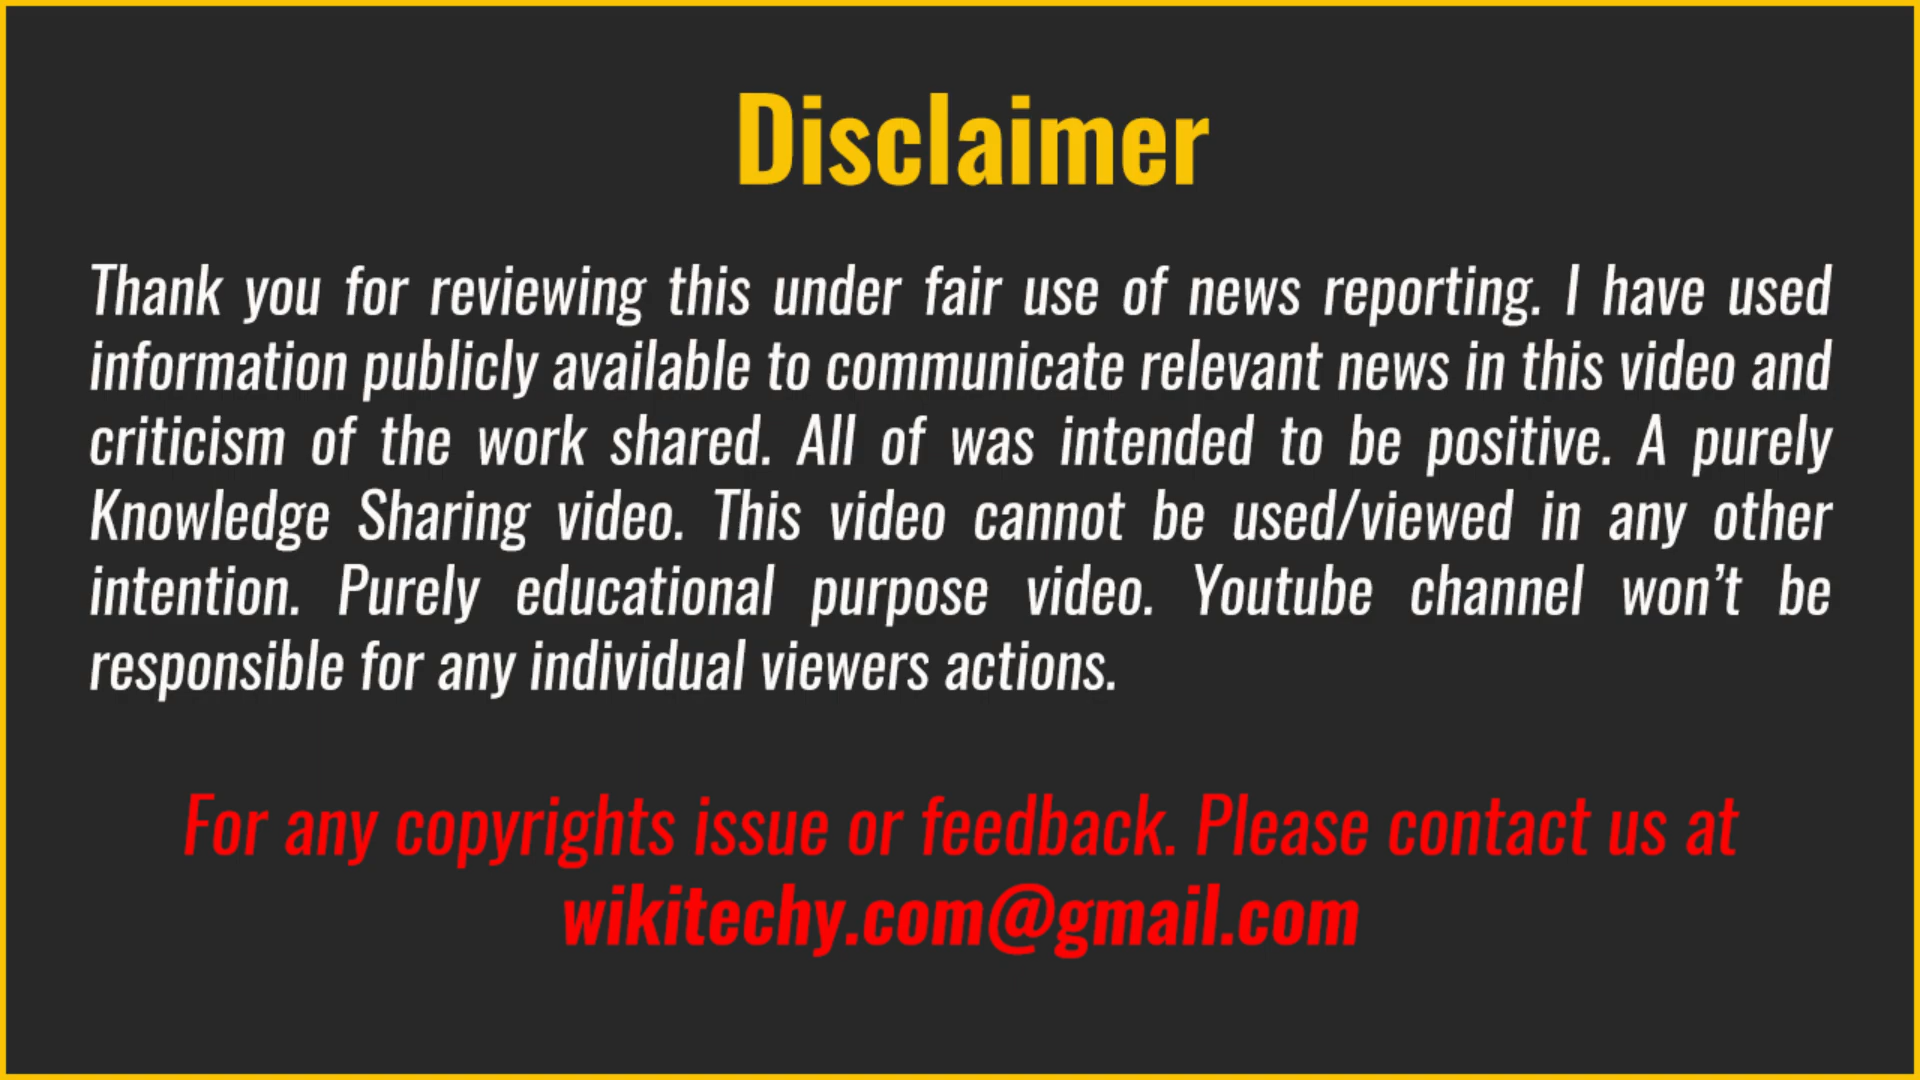 Disclaimer
Thank you for reviewing this under fair use of news reporting. I have used
information publicly available to communicate relevant news in this video and
criticism of the work shared. All of was intended to be positive. A purely
Knowledge Sharing video. This video cannot be used/viewed in any other
intention. Purely educational purpose video. Youtube channel won’t be
responsible for any individual viewers actions.
For any copyrights issue or feedback. Please contact us at
wikitechy.com@gmail.com